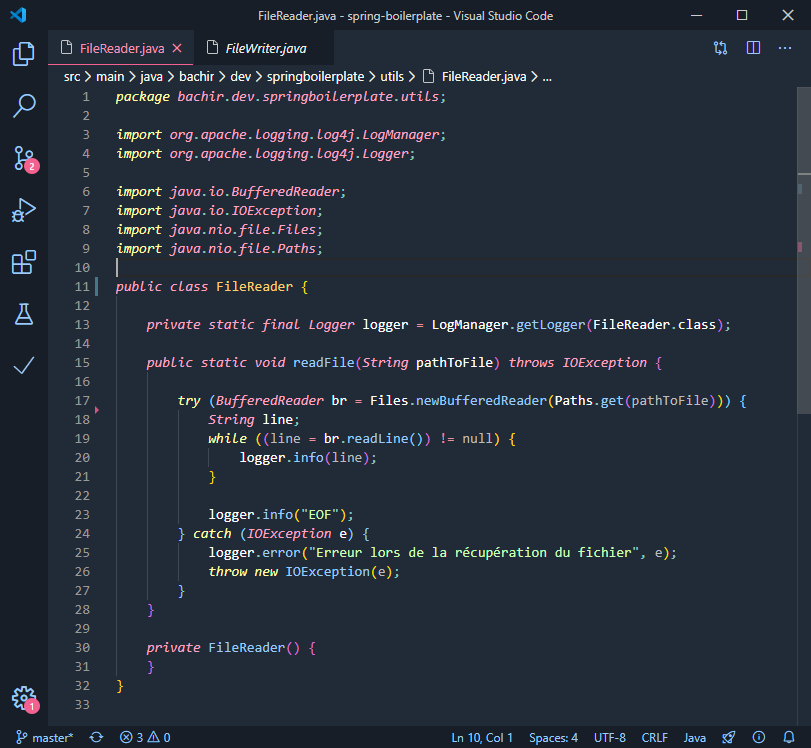 FileReader.java - spring-boilerplate - Visual Studio Code
FileReader.java FileWriter.java
src > main > java > bachir > dev > springboilerplate > utils > FileReader.java > ...
1 package bachir.dev.springboilerplate.utils;
2
3 import org.apache.logging.log4j.LogManager;
4 import org.apache.logging.log4j.Logger;
5
6 import java.io.BufferedReader;
7 import java.io.IOException;
8 import java.nio.file.Files;
9 import java.nio.file.Paths;
10
11 public class FileReader {
12
13     private static final Logger logger = LogManager.getLogger(FileReader.class);
14
15     public static void readFile(String pathToFile) throws IOException {
16
17         try (BufferedReader br = Files.newBufferedReader(Paths.get(pathToFile))) {
18             String line;
19             while ((line = br.readLine()) != null) {
20                 logger.info(line);
21             }
22
23             logger.info("EOF");
24         } catch (IOException e) {
25             logger.error("Erreur lors de la récupération du fichier", e);
26             throw new IOException(e);
27         }
28     }
29
30     private FileReader() {
31     }
32 }
33
2
1
master* 3 0 Ln 10, Col 1 Spaces: 4 UTF-8 CRLF Java